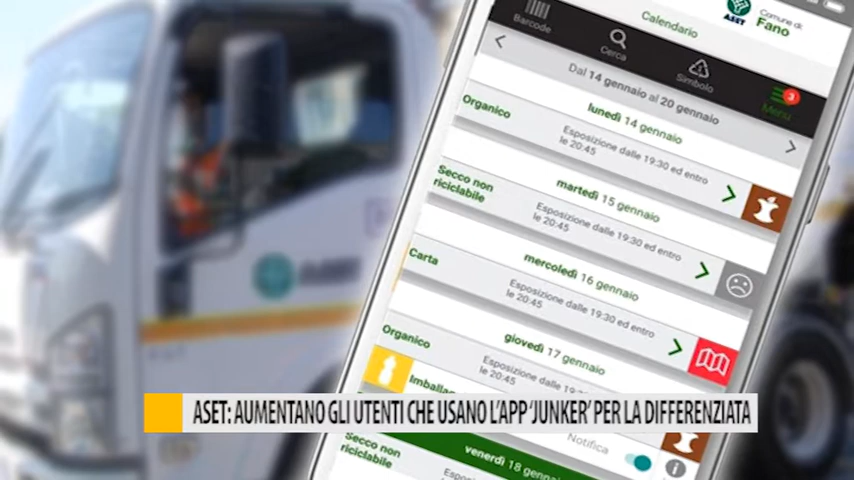 ASET
Comune di
Fano
Calendario
Barcode
Cerca
Simbolo
Menu
3
Dal 14 gennaio al 20 gennaio
lunedì 14 gennaio
Organico
Esposizione dalle 19:30 ed entro
le 20:45
martedì 15 gennaio
Secco non
riciclabile
Esposizione dalle 19:30 ed entro
le 20:45
mercoledì 16 gennaio
Carta
Esposizione dalle 19:30 ed entro
le 20:45
giovedì 17 gennaio
Organico
Esposizione dalle 19:30
le 20:45
ASET
ASET: AUMENTANO GLI UTENTI CHE USANO L'APP 'JUNKER' PER LA DIFFERENZIATA
Notifica
venerdì 18 gennaio
Secco non
riciclabile